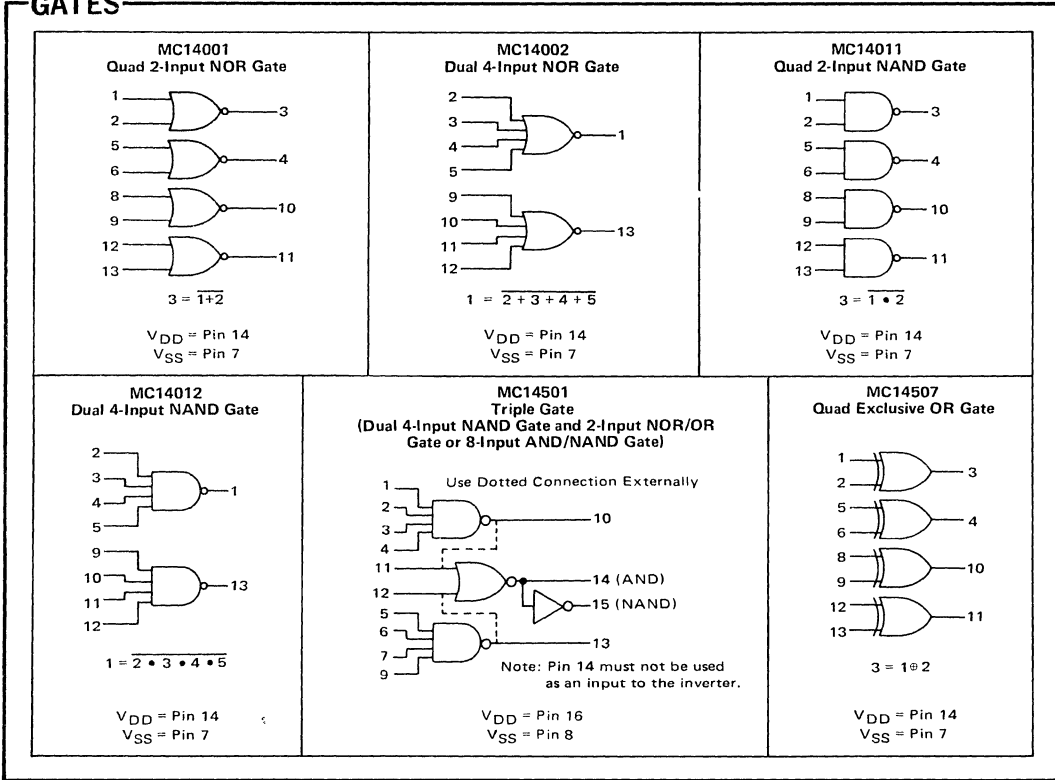 GATES
MC14001
Quad 2-Input NOR Gate
1
2
3
5
6
4
8
9
10
12
13
11
3 = 1+2
VDD = Pin 14
VSS = Pin 7
MC14002
Dual 4-Input NOR Gate
2
3
4
5
1
9
10
11
12
13
1 = 2 + 3 + 4 + 5
VDD = Pin 14
VSS = Pin 7
MC14011
Quad 2-Input NAND Gate
1
2
3
5
6
4
8
9
10
12
13
11
3 = 1 • 2
VDD = Pin 14
VSS = Pin 7
MC14012
Dual 4-Input NAND Gate
2
3
4
5
1
9
10
11
12
13
1 = 2 • 3 • 4 • 5
VDD = Pin 14
VSS = Pin 7
MC14501
Triple Gate
(Dual 4-Input NAND Gate and 2-Input NOR/OR
Gate or 8-Input AND/NAND Gate)
Use Dotted Connection Externally
1
2
3
4
10
11
12
14 (AND)
15 (NAND)
5
6
7
9
13
Note: Pin 14 must not be used
as an input to the inverter.
VDD = Pin 16
VSS = Pin 8
MC14507
Quad Exclusive OR Gate
1
2
3
5
6
4
8
9
10
12
13
11
3 = 1⊕2
VDD = Pin 14
VSS = Pin 7